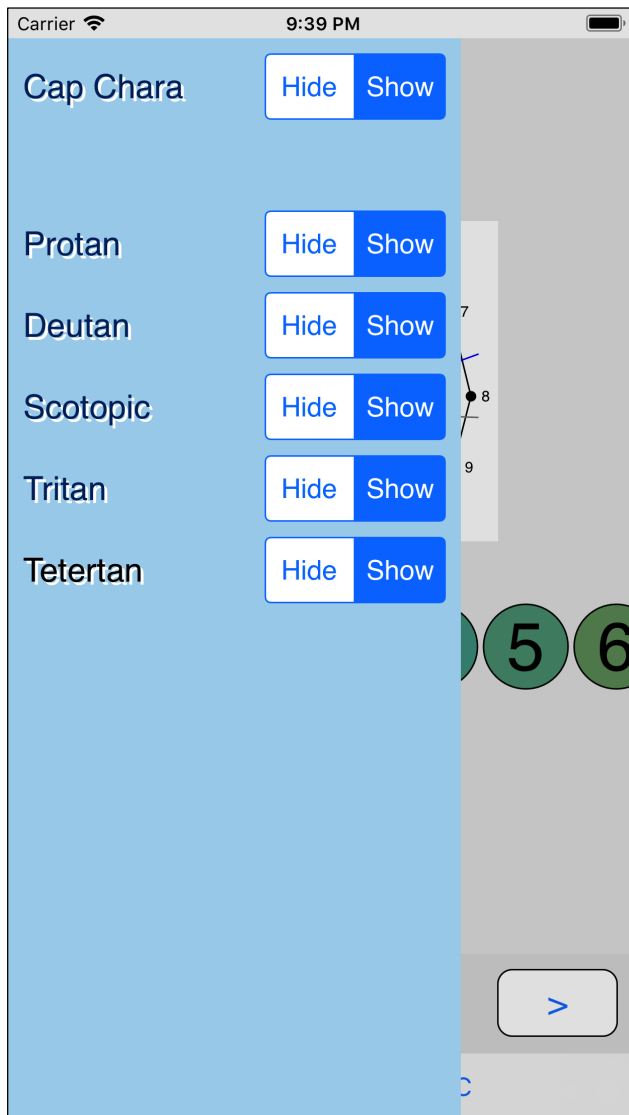 Carrier 9:39 PM
Cap Chara Hide Show
Protan Hide Show
7
Deutan Hide Show
Scotopic Hide Show
8
Tritan Hide Show
9
Tetertan Hide Show
5 6
>
C